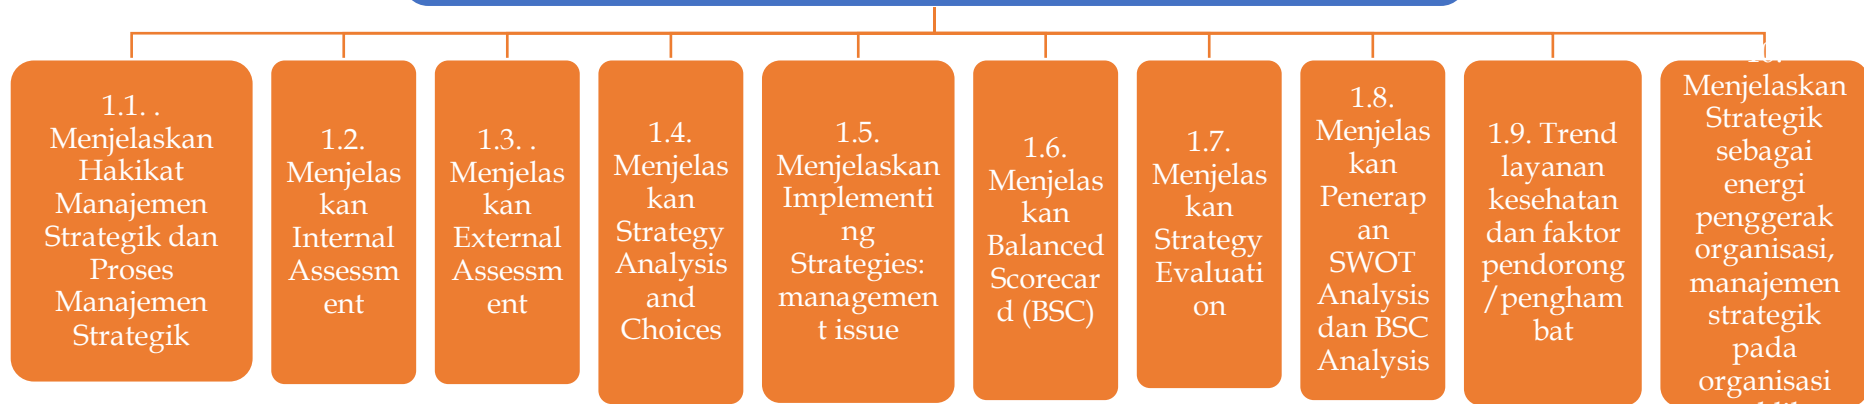 1.1. .
Menjelaskan
Hakikat
Manajemen
Strategik dan
Proses
Manajemen
Strategik
1.2.
Menjelas
kan
Internal
Assessm
ent
1.3. .
Menjelas
kan
External
Assessm
ent
1.4.
Menjelas
kan
Strategy
Analysis
and
Choices
1.5.
Menjelaskan
Implementi
ng
Strategies:
managemen
t issue
1.6.
Menjelas
kan
Balanced
Scorecar
d (BSC)
1.7.
Menjelas
kan
Strategy
Evaluati
on
1.8.
Menjelas
kan
Penerap
an
SWOT
Analysis
dan BSC
Analysis
1.9. Trend
layanan
kesehatan
dan faktor
pendorong
/pengham
bat
Menjelaskan
Strategik
sebagai
energi
penggerak
organisasi,
manajemen
strategik
pada
organisasi